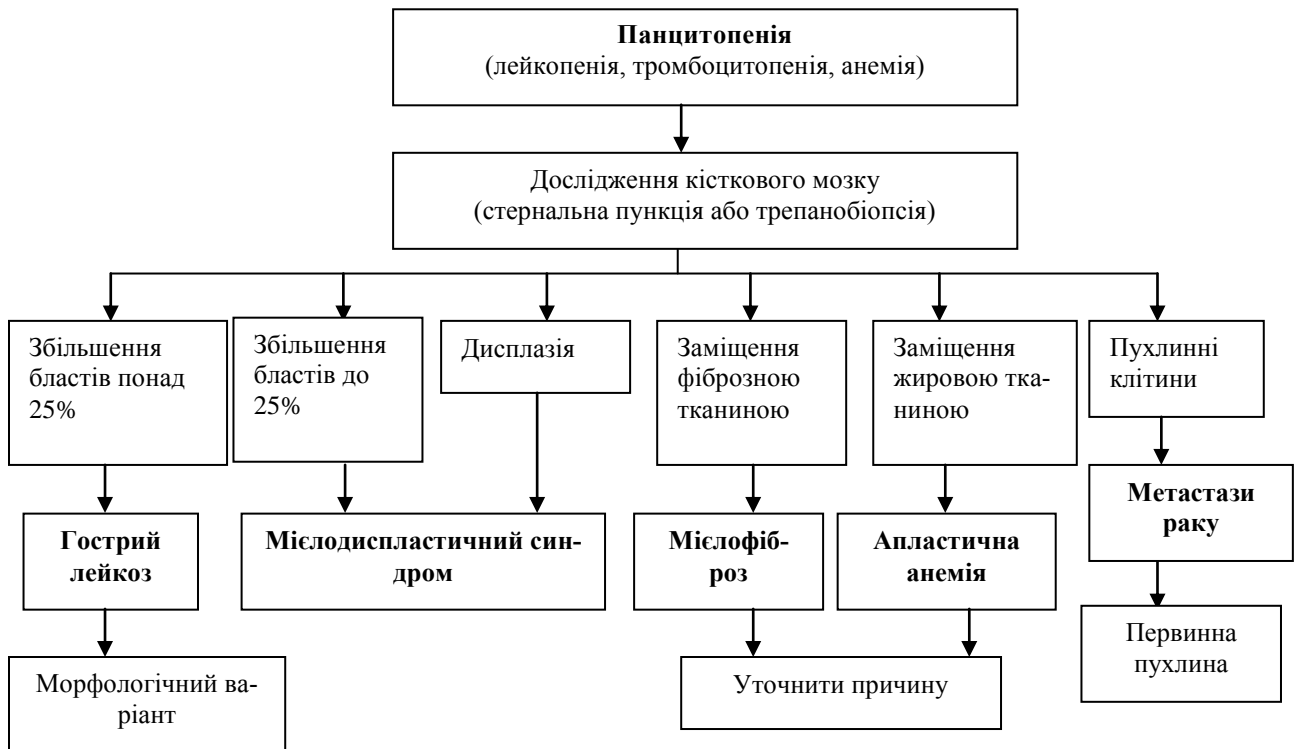 Панцитопенія
(лейкопенія, тромбоцитопенія, анемія)
Дослідження кісткового мозку
(стернальна пункція або трепанобіопсія)
Збільшення
бластів понад
25%
Збільшення
бластів до
25%
Дисплазія
Заміщення
фіброзною
тканиною
Заміщення
жировою тка-
ниною
Пухлинні
клітини
Гострий
лейкоз
Мієлодиспластичний син-
дром
Мієлофіб-
роз
Апластична
анемія
Метастази
раку
Морфологічний ва-
ріант
Уточнити причину
Первинна
пухлина